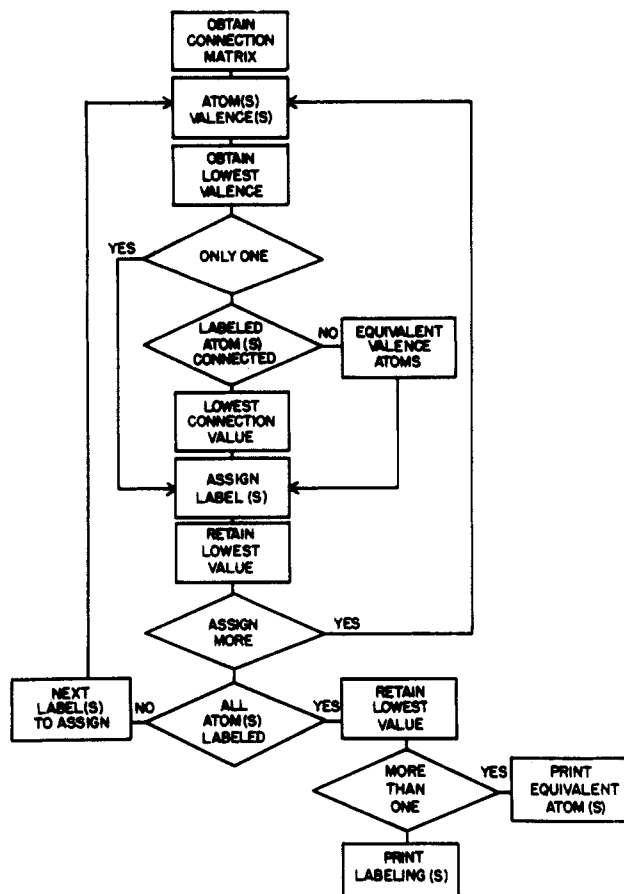 OBTAIN
CONNECTION
MATRIX
ATOM(S)
VALENCE(S)
OBTAIN
LOWEST
VALENCE
YES
ONLY ONE
LABELED
ATOM(S)
CONNECTED
NO
EQUIVALENT
VALENCE
ATOMS
LOWEST
CONNECTION
VALUE
ASSIGN
LABEL(S)
RETAIN
LOWEST
VALUE
ASSIGN
MORE
YES
NEXT
LABEL(S)
TO ASSIGN
NO
ALL
ATOM(S)
LABELED
YES
RETAIN
LOWEST
VALUE
MORE
THAN
ONE
YES
PRINT
EQUIVALENT
ATOM(S)
PRINT
LABELING(S)